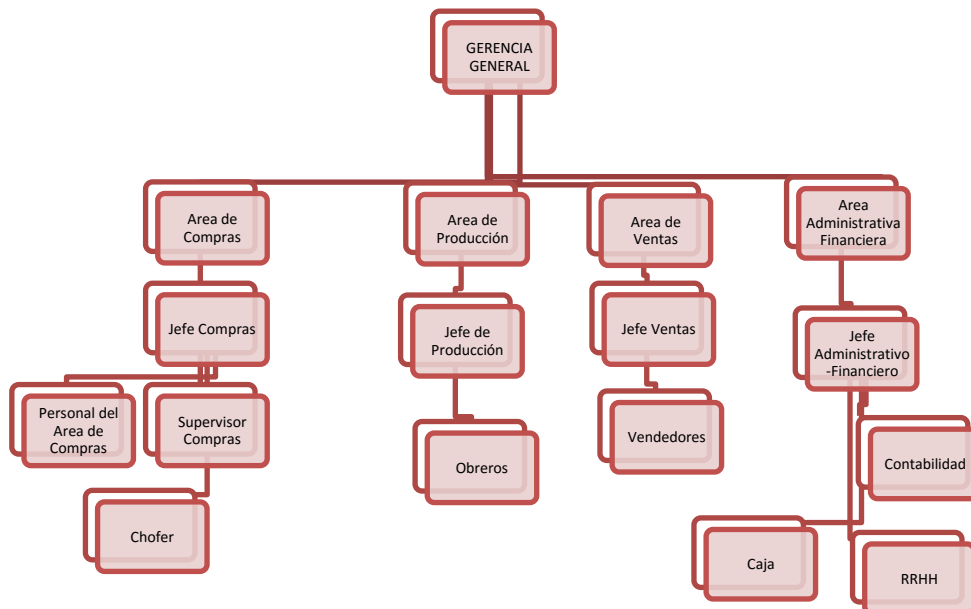 GERENCIA
GENERAL
Area de
Compras
Area de
Producción
Area de
Ventas
Area
Administrativa
Financiera
Jefe Compras
Jefe de
Producción
Jefe Ventas
Jefe
Administrativo
-Financiero
Personal del
Area de
Compras
Supervisor
Compras
Obreros
Vendedores
Contabilidad
Chofer
Caja
RRHH